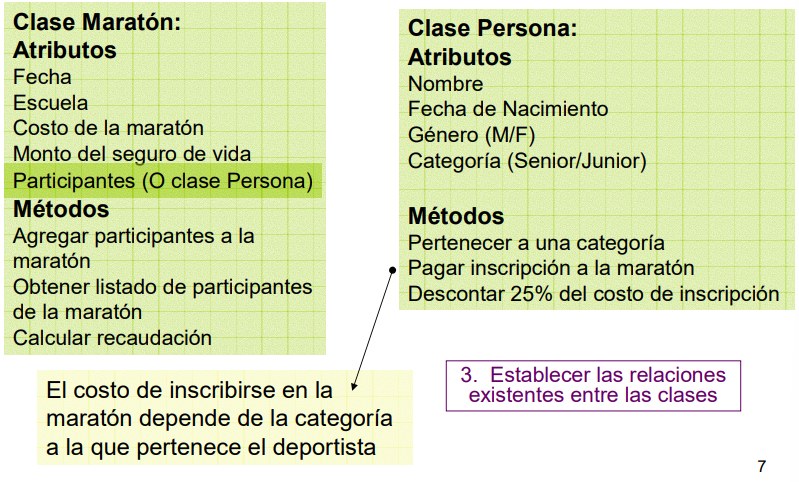 Clase Maratón:
Atributos
Fecha
Escuela
Costo de la maratón
Monto del seguro de vida
Participantes (O clase Persona)
Métodos
Agregar participantes a la
maratón
Obtener listado de participantes
de la maratón
Calcular recaudación
Clase Persona:
Atributos
Nombre
Fecha de Nacimiento
Género (M/F)
Categoría (Senior/Junior)
Métodos
Pertenecer a una categoría
Pagar inscripción a la maratón
Descontar 25% del costo de inscripción
El costo de inscribirse en la
maratón depende de la categoría
a la que pertenece el deportista
3. Establecer las relaciones
existentes entre las clases
7